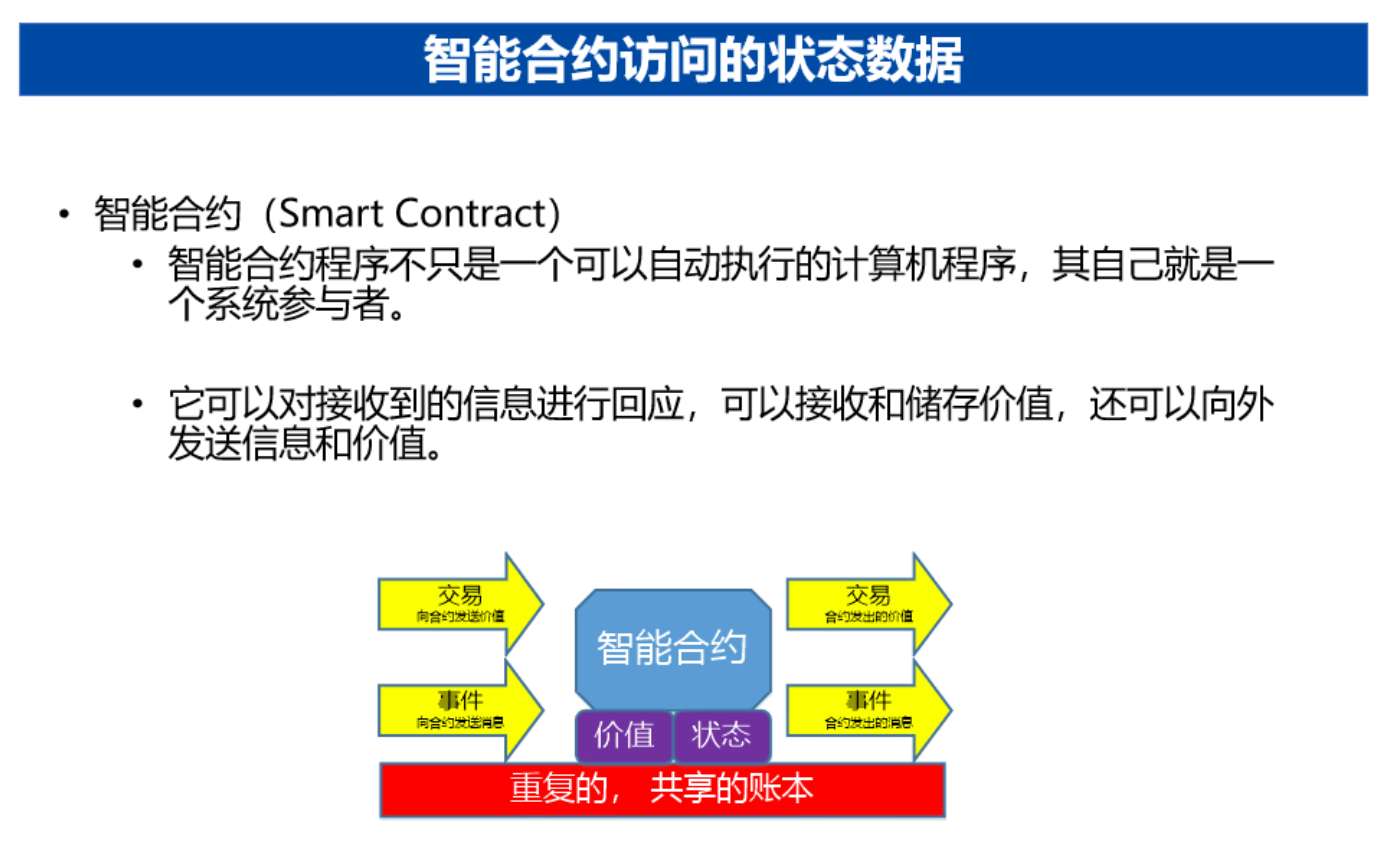 智能合约访问的状态数据
• 智能合约（Smart Contract）
• 智能合约程序不只是一个可以自动执行的计算机程序，其自己就是一
个系统参与者。
• 它可以对接收到的信息进行回应，可以接收和储存价值，还可以向外
发送信息和价值。
交易
向合约发送价值
交易
合约发出的价值
智能合约
事件
向合约发送消息
事件
合约发出的消息
价值
状态
重复的， 共享的账本